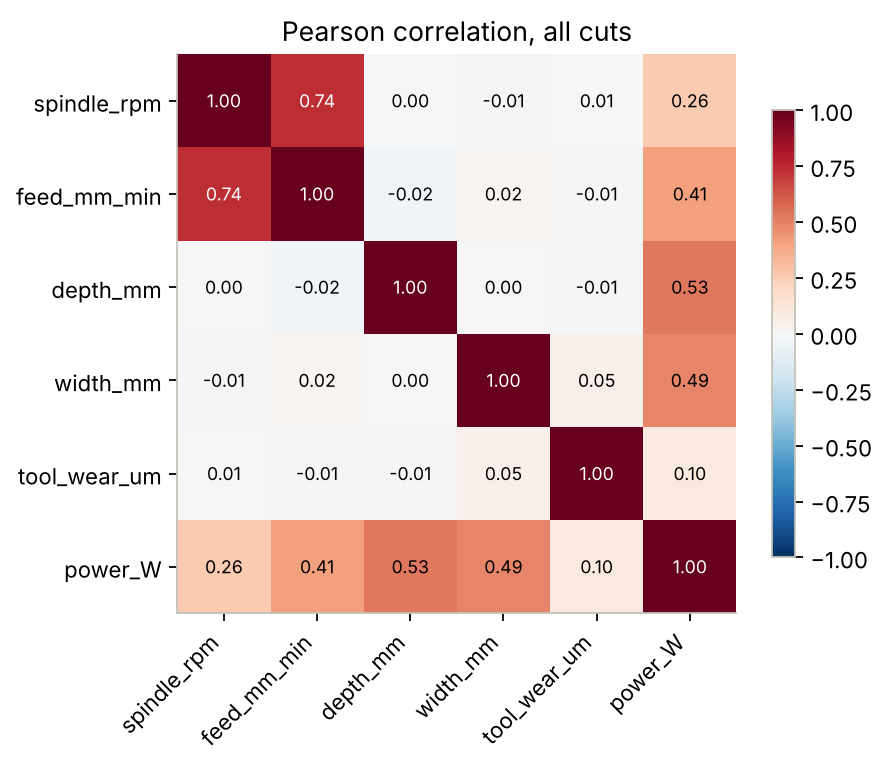 Pearson correlation, all cuts
spindle_rpm 1.00 0.74 0.00 -0.01 0.01 0.26
feed_mm_min 0.74 1.00 -0.02 0.02 -0.01 0.41
depth_mm 0.00 -0.02 1.00 0.00 -0.01 0.53
width_mm -0.01 0.02 0.00 1.00 0.05 0.49
tool_wear_um 0.01 -0.01 -0.01 0.05 1.00 0.10
power_W 0.26 0.41 0.53 0.49 0.10 1.00
spindle_rpm
feed_mm_min
depth_mm
width_mm
tool_wear_um
power_W
1.00
0.75
0.50
0.25
0.00
−0.25
−0.50
−0.75
−1.00